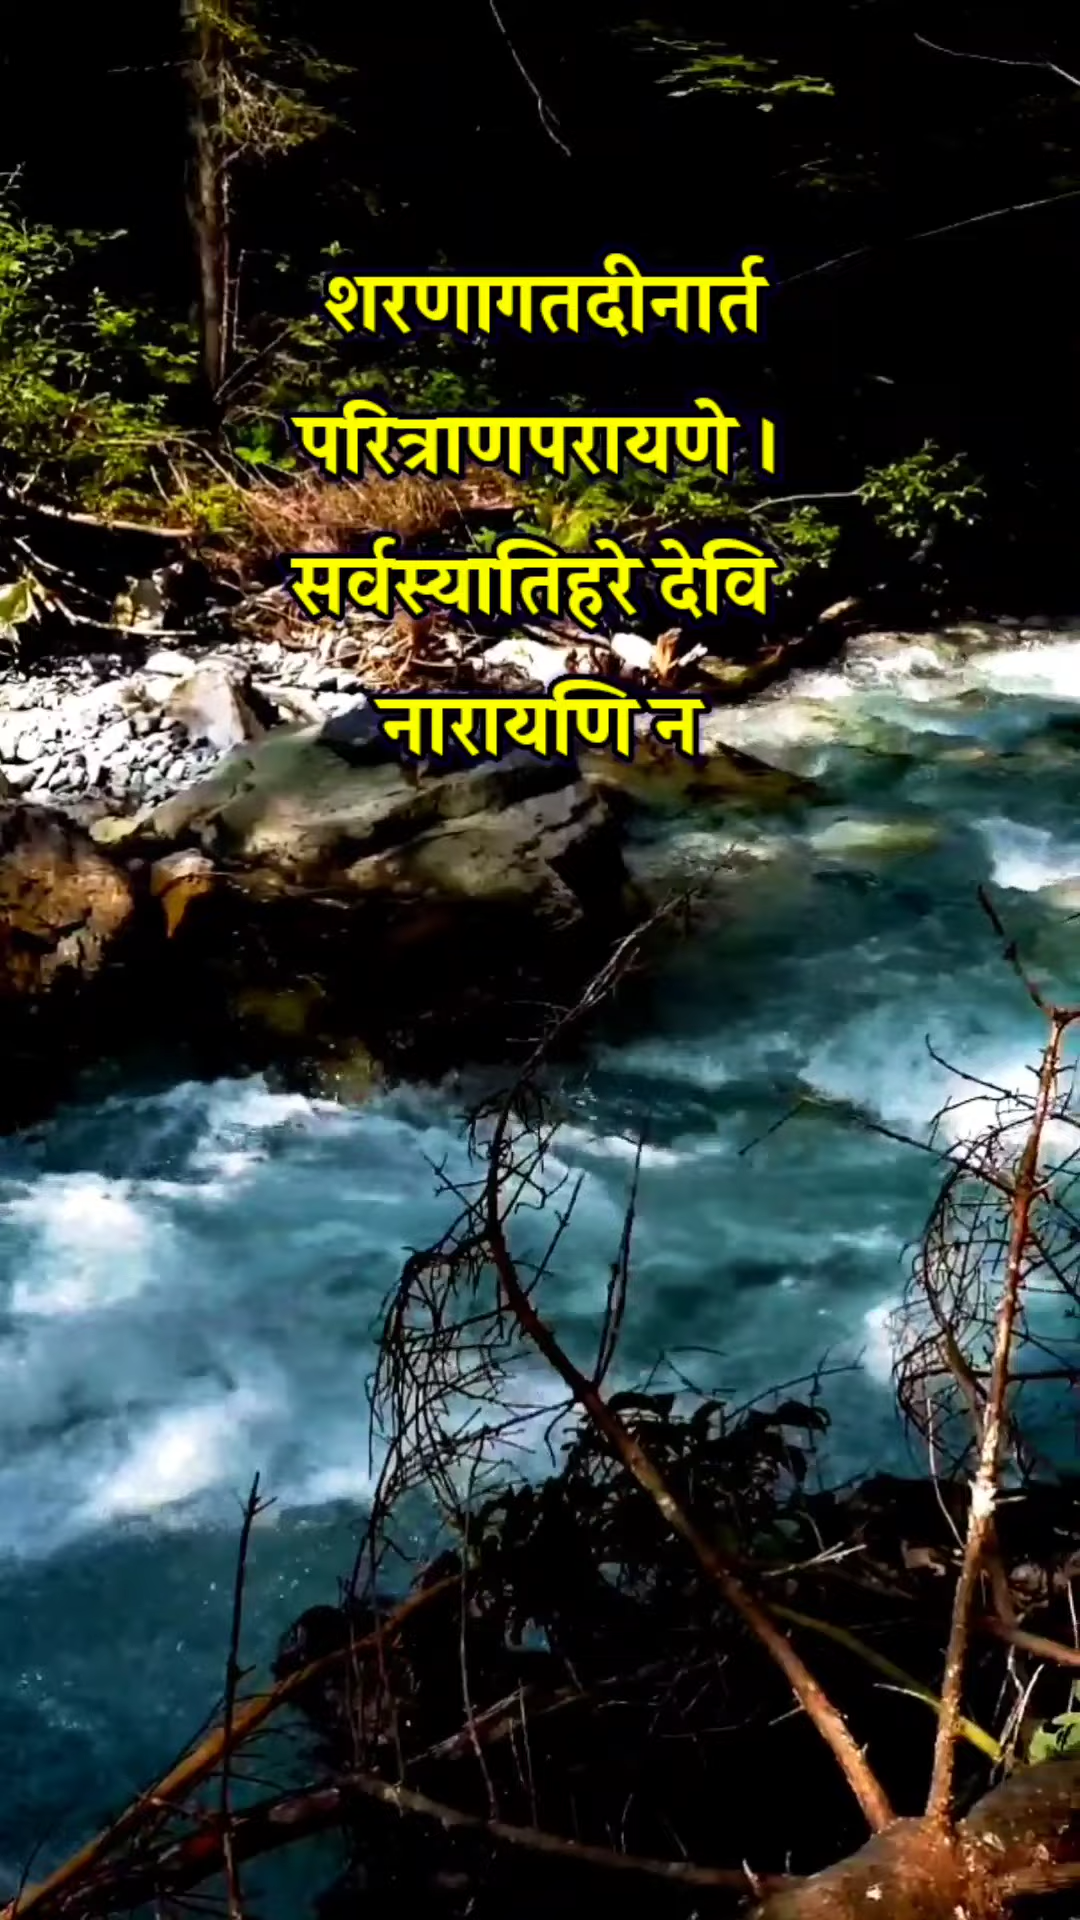 शरणागतदीनार्त
परित्राणपरायणे ।
सर्वस्यातिहरे देवि
नारायणि न